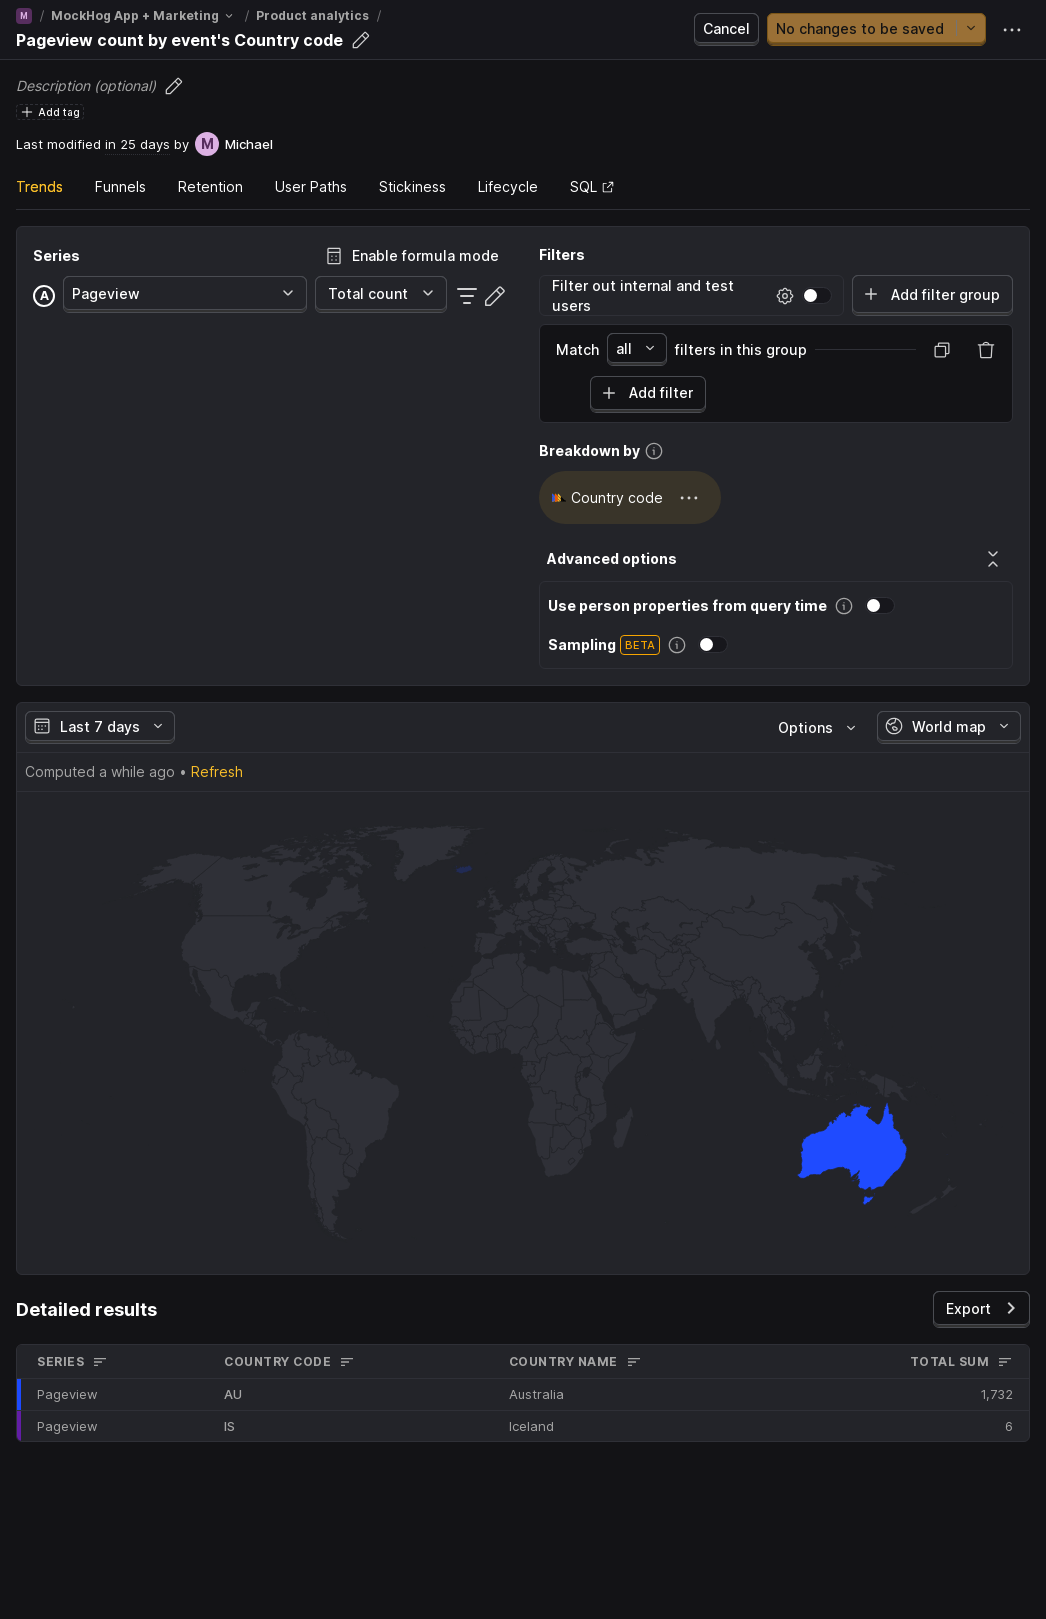 M / MockHog App + Marketing / Product analytics /
Pageview count by event's Country code
Cancel
No changes to be saved
Description (optional)
Add tag
Last modified in 25 days by M Michael
Trends
Funnels
Retention
User Paths
Stickiness
Lifecycle
SQL
Series
Enable formula mode
A
Pageview
Total count
Filters
Filter out internal and test
users
Add filter group
Match all filters in this group
Add filter
Breakdown by
Country code
Advanced options
Use person properties from query time
Sampling BETA
Last 7 days
Options
World map
Computed a while ago • Refresh
Detailed results
Export
SERIES COUNTRY CODE COUNTRY NAME TOTAL SUM
Pageview AU Australia 1,732
Pageview IS Iceland 6